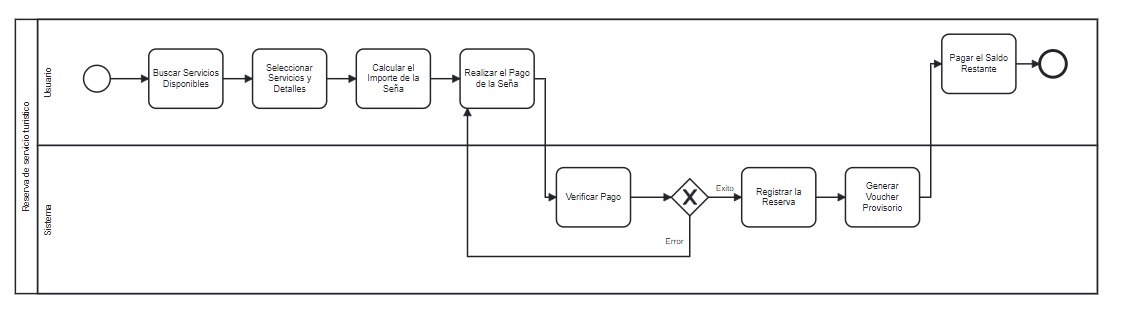 Reserva de servicio turístico
Usuario
Buscar Servicios
Disponibles
Seleccionar
Servicios y
Detalles
Calcular el
Importe de la
Seña
Realizar el Pago
de la Seña
Pagar el Saldo
Restante
Sistema
Verificar Pago
Exito
Error
Registrar la
Reserva
Generar
Voucher
Provisorio